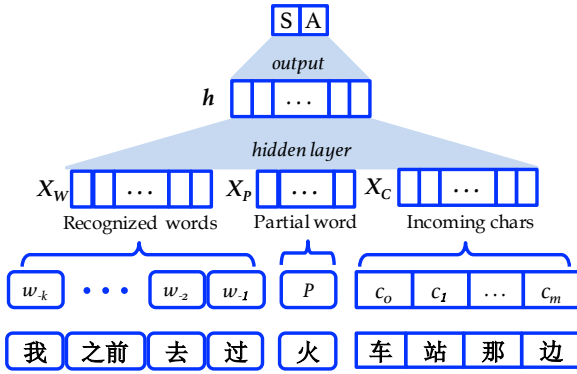 S A
output
h ...
hidden layer
X_W ... X_P ... X_C ...
Recognized words Partial word Incoming chars
w_-k ... w_-2 w_-1 P c_0 c_1 ... c_m
我 之前 去 过 火 车 站 那 边